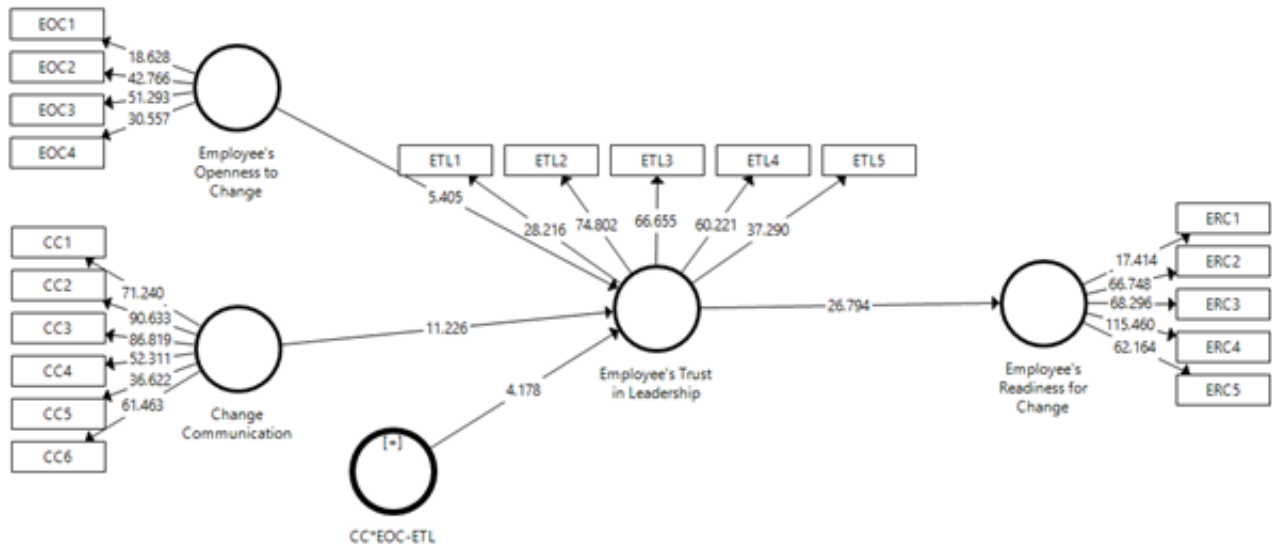 EOC1
EOC2
EOC3
EOC4
18.628
42.766
51.293
30.557
Employee's
Openness to
Change
5.405
ETL1
ETL2
ETL3
ETL4
ETL5
28.216
74.802
66.655
60.221
37.290
CC1
CC2
CC3
CC4
CC5
CC6
71.240
90.633
86.819
52.311
36.622
61.463
Change
Communication
11.226
Employee's Trust
in Leadership
4.178
[+]
CC*EOC-ETL
26.794
ERC1
ERC2
ERC3
ERC4
ERC5
17.414
66.748
68.296
115.460
62.164
Employee's
Readiness for
Change